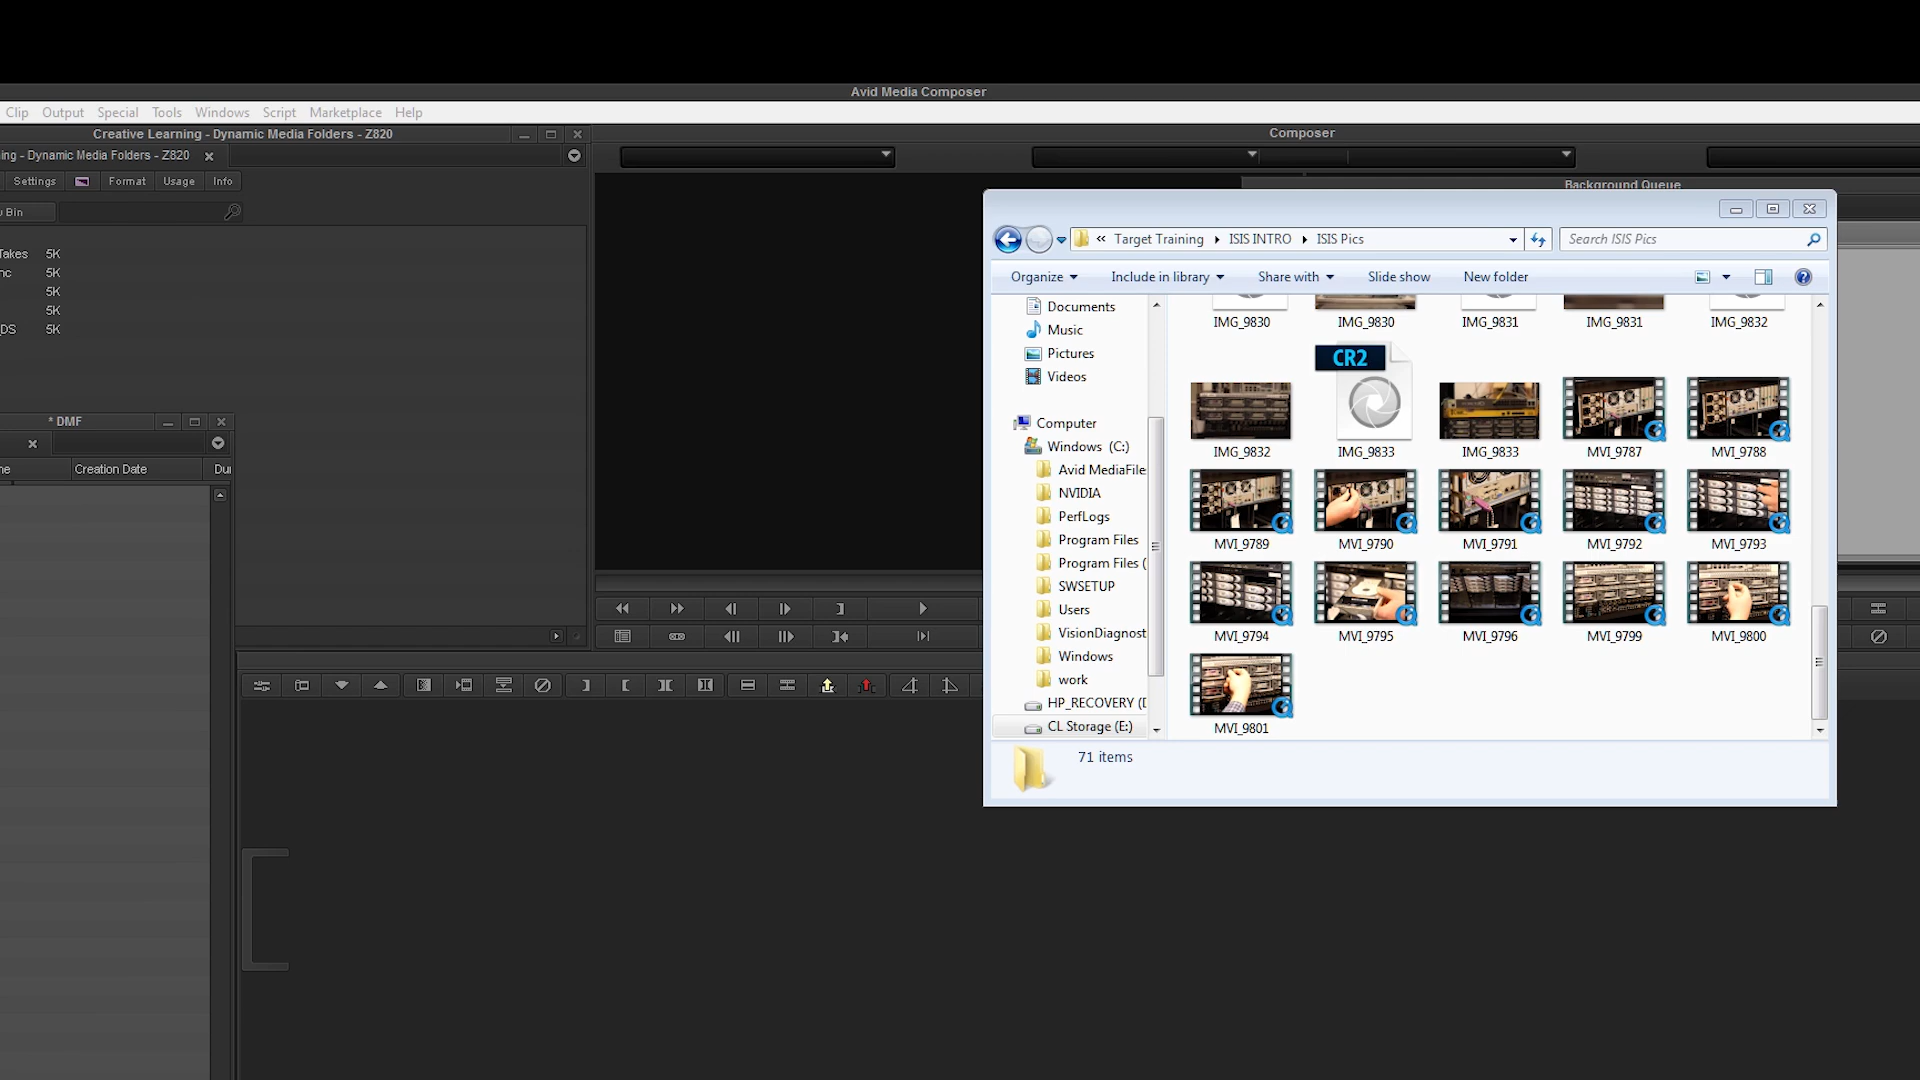 Avid Media Composer
Clip Output Special Tools Windows Script Marketplace Help
Creative Learning - Dynamic Media Folders - Z820
ing - Dynamic Media Folders - Z820
Settings Format Usage Info
Bin
Takes 5K
nc 5K
5K
5K
DS 5K
* DMF
Creation Date
Composer
Background Queue
« Target Training ISIS INTRO ISIS Pics
Search ISIS Pics
Organize Include in library Share with Slide show New folder
Documents
Music
Pictures
Videos
Computer
Windows (C:)
Avid MediaFile
NVIDIA
PerfLogs
Program Files
Program Files (
SWSETUP
Users
VisionDiagnost
Windows
work
HP_RECOVERY (D
CL Storage (E:)
IMG_9830 IMG_9830 IMG_9831 IMG_9831 IMG_9832
CR2
IMG_9832 IMG_9833 IMG_9833 MVI_9787 MVI_9788
MVI_9789 MVI_9790 MVI_9791 MVI_9792 MVI_9793
MVI_9794 MVI_9795 MVI_9796 MVI_9799 MVI_9800
MVI_9801
71 items